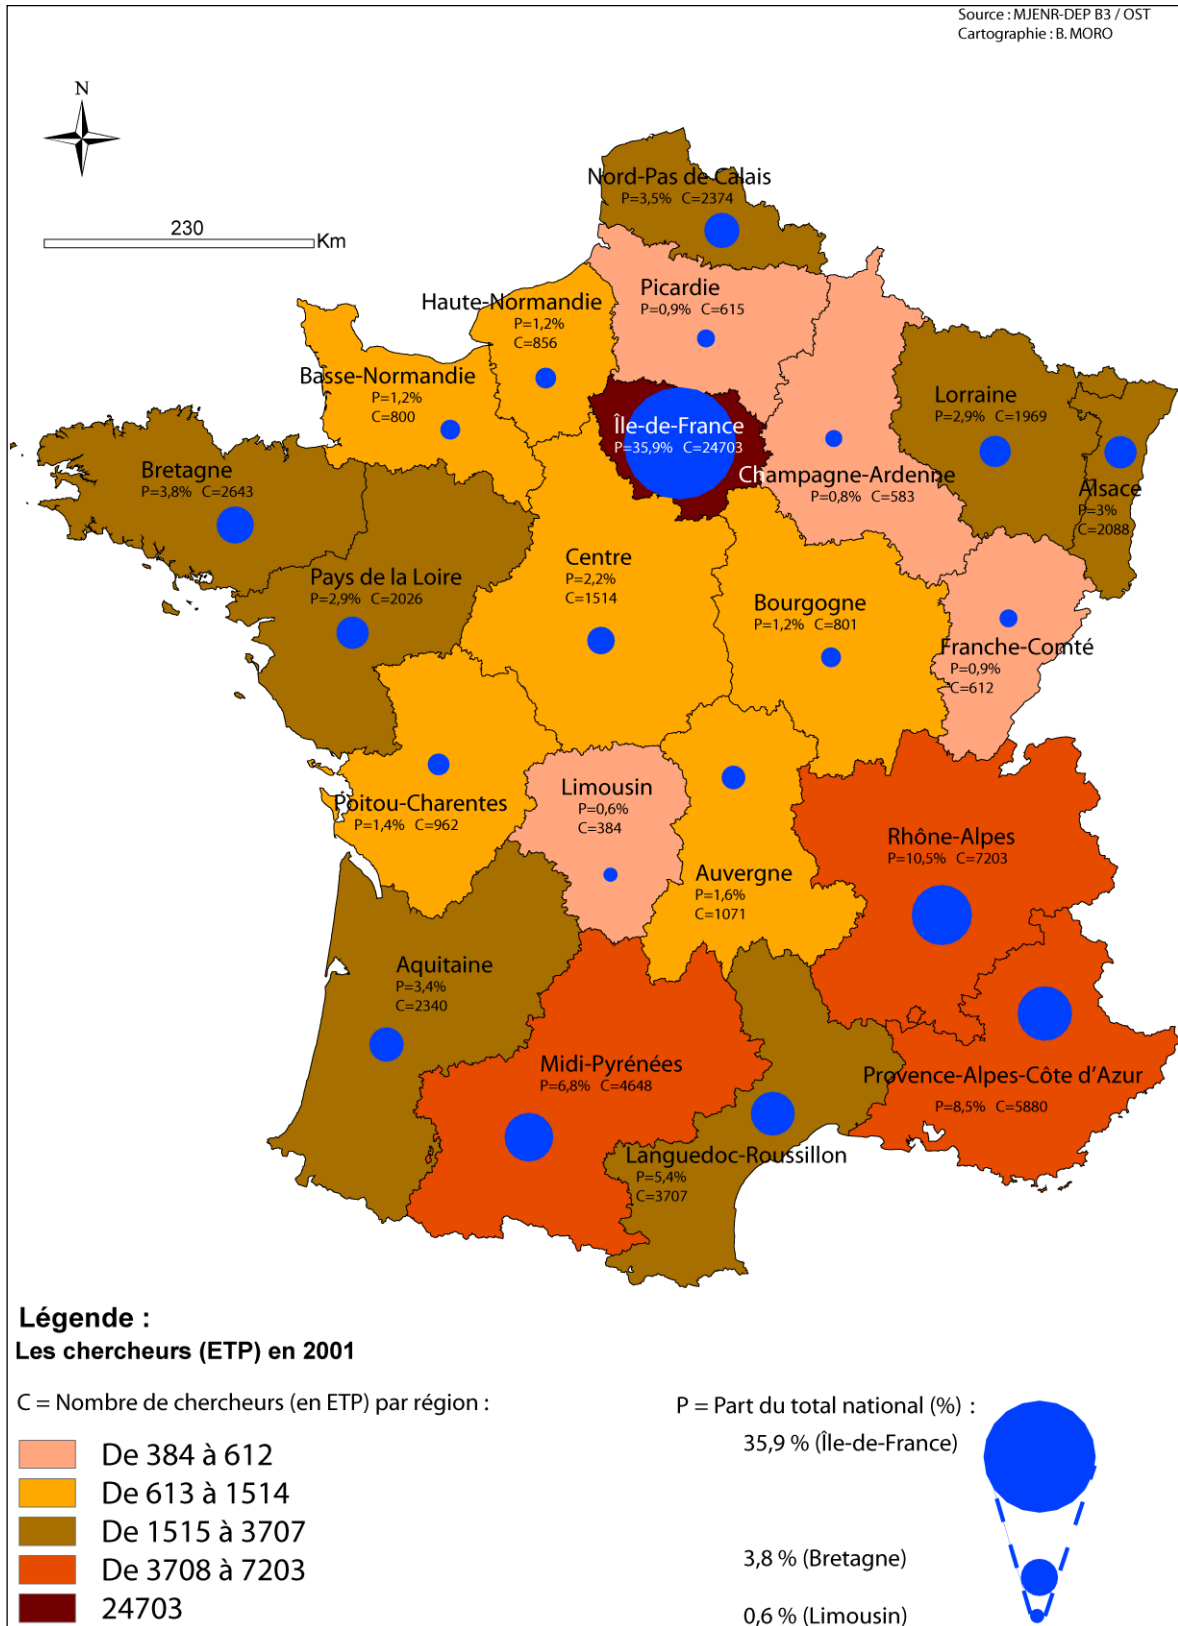 Source : MJENR-DEP B3 / OST
Cartographie : B. MORO
N
230
Km
Nord-Pas de Calais
P=3,5% C=2374
Picardie
P=0,9% C=615
Haute-Normandie
P=1,2%
C=856
Basse-Normandie
P=1,2%
C=800
Île-de-France
P=35,9% C=24703
Champagne-Ardenne
P=0,8% C=583
Lorraine
P=2,9% C=1969
Alsace
P=3%
C=2088
Bretagne
P=3,8% C=2643
Pays de la Loire
P=2,9% C=2026
Centre
P=2,2%
C=1514
Bourgogne
P=1,2% C=801
Franche-Comté
P=0,9%
C=612
Poitou-Charentes
P=1,4% C=962
Limousin
P=0,6%
C=384
Auvergne
P=1,6%
C=1071
Rhône-Alpes
P=10,5% C=7203
Aquitaine
P=3,4%
C=2340
Midi-Pyrénées
P=6,8% C=4648
Provence-Alpes-Côte d'Azur
P=8,5% C=5880
Languedoc-Roussillon
P=5,4%
C=3707
Légende :
Les chercheurs (ETP) en 2001
C = Nombre de chercheurs (en ETP) par région :
De 384 à 612
De 613 à 1514
De 1515 à 3707
De 3708 à 7203
24703
P = Part du total national (%) :
35,9 % (Île-de-France)
3,8 % (Bretagne)
0,6 % (Limousin)